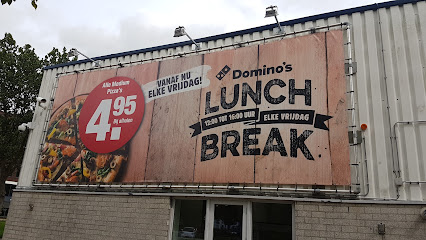 Alle Medium
Pizza's
4.95
Bij afhalen
VANAF NU
ELKE VRIJDAG!
Domino's
LUNCH
12:00 TOT 16:00 UUR
ELKE VRIJDAG
BREAK